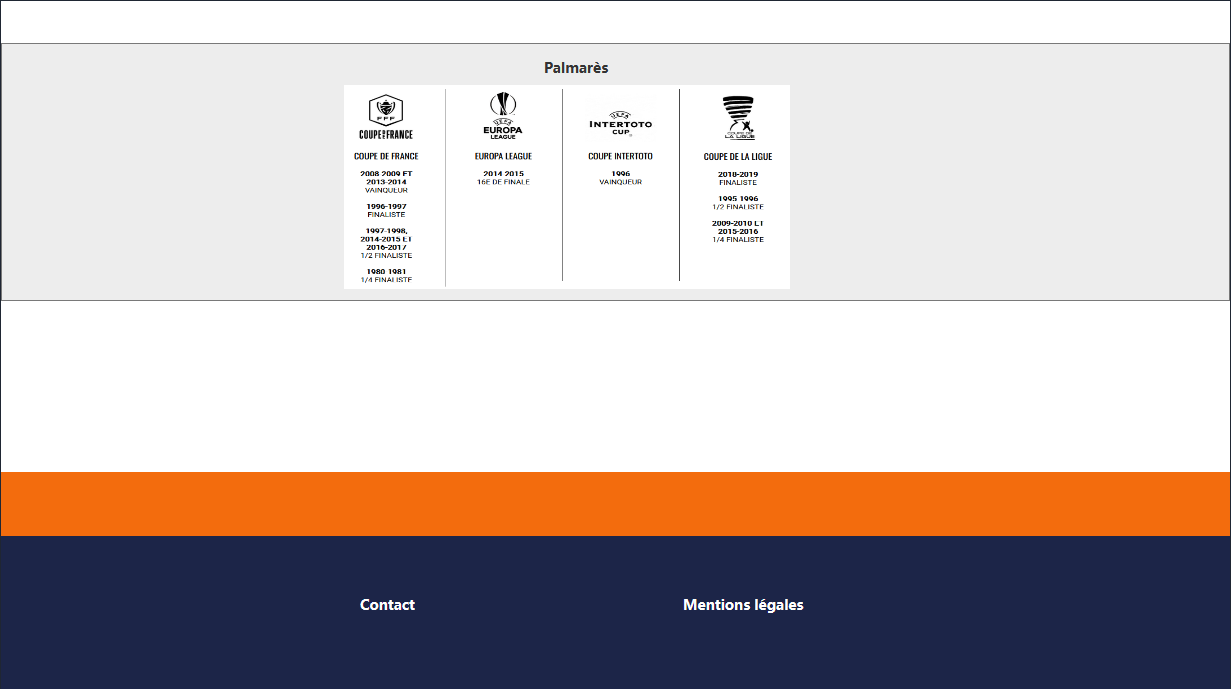 Palmarès
FFF
COUPE DE FRANCE
COUPE DE FRANCE
2008 2009 ET
2013-2014
VAINQUEUR
1996-1997
FINALISTE
1997-1998,
2014-2015 ET
2016-2017
1/2 FINALISTE
1980 1981
1/4 FINALISTE
UEFA
EUROPA
LEAGUE
EUROPA LEAGUE
2014 2015
16E DE FINALE
UEFA
INTERTOTO
CUP
COUPE INTERTOTO
1996
VAINQUEUR
COUPE DE
LA LIGUE
COUPE DE LA LIGUE
2018-2019
FINALISTE
1995 1996
1/2 FINALISTE
2009-2010 ET
2015-2016
1/4 FINALISTE
Contact
Mentions légales